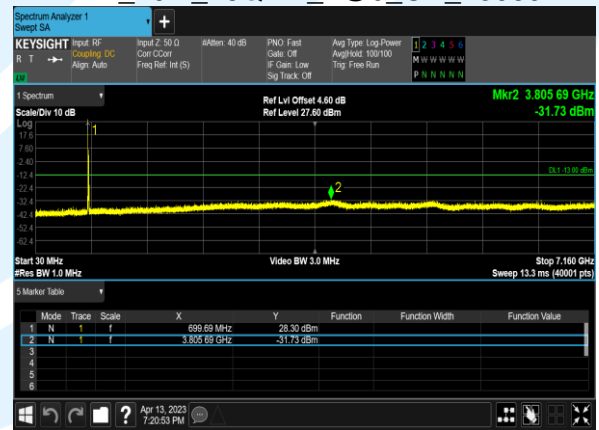 Spectrum Analyzer 1
Swept SA
+
KEYSIGHT Input: RF Input Z: 50 Ω #Atten: 40 dB PNO: Fast Avg Type: Log-Power 1 2 3 4 5 6
R T Coupling: DC Corr CCorr Gate: Off Avg|Hold: 100/100 M W W W W W
Align: Auto Freq Ref: Int (S) IF Gain: Low Trig: Free Run
Sig Track: Off P N N N N N
1 Spectrum Ref Lvl Offset 4.60 dB Mkr2 3.805 69 GHz
Scale/Div 10 dB Ref Level 27.60 dBm -31.73 dBm
Log
17.6
7.60
-2.40
-12.4
-22.4
-32.4
-42.4
-52.4
-62.4
1
2
DL1 -13.00 dBm
Start 30 MHz Video BW 3.0 MHz Stop 7.160 GHz
#Res BW 1.0 MHz Sweep 13.3 ms (40001 pts)
5 Marker Table
Mode Trace Scale X Y Function Function Width Function Value
1 N 1 f 699.69 MHz 28.30 dBm
2 N 1 f 3.805 69 GHz -31.73 dBm
3
4
5
6
? Apr 13, 2023
7:20:53 PM